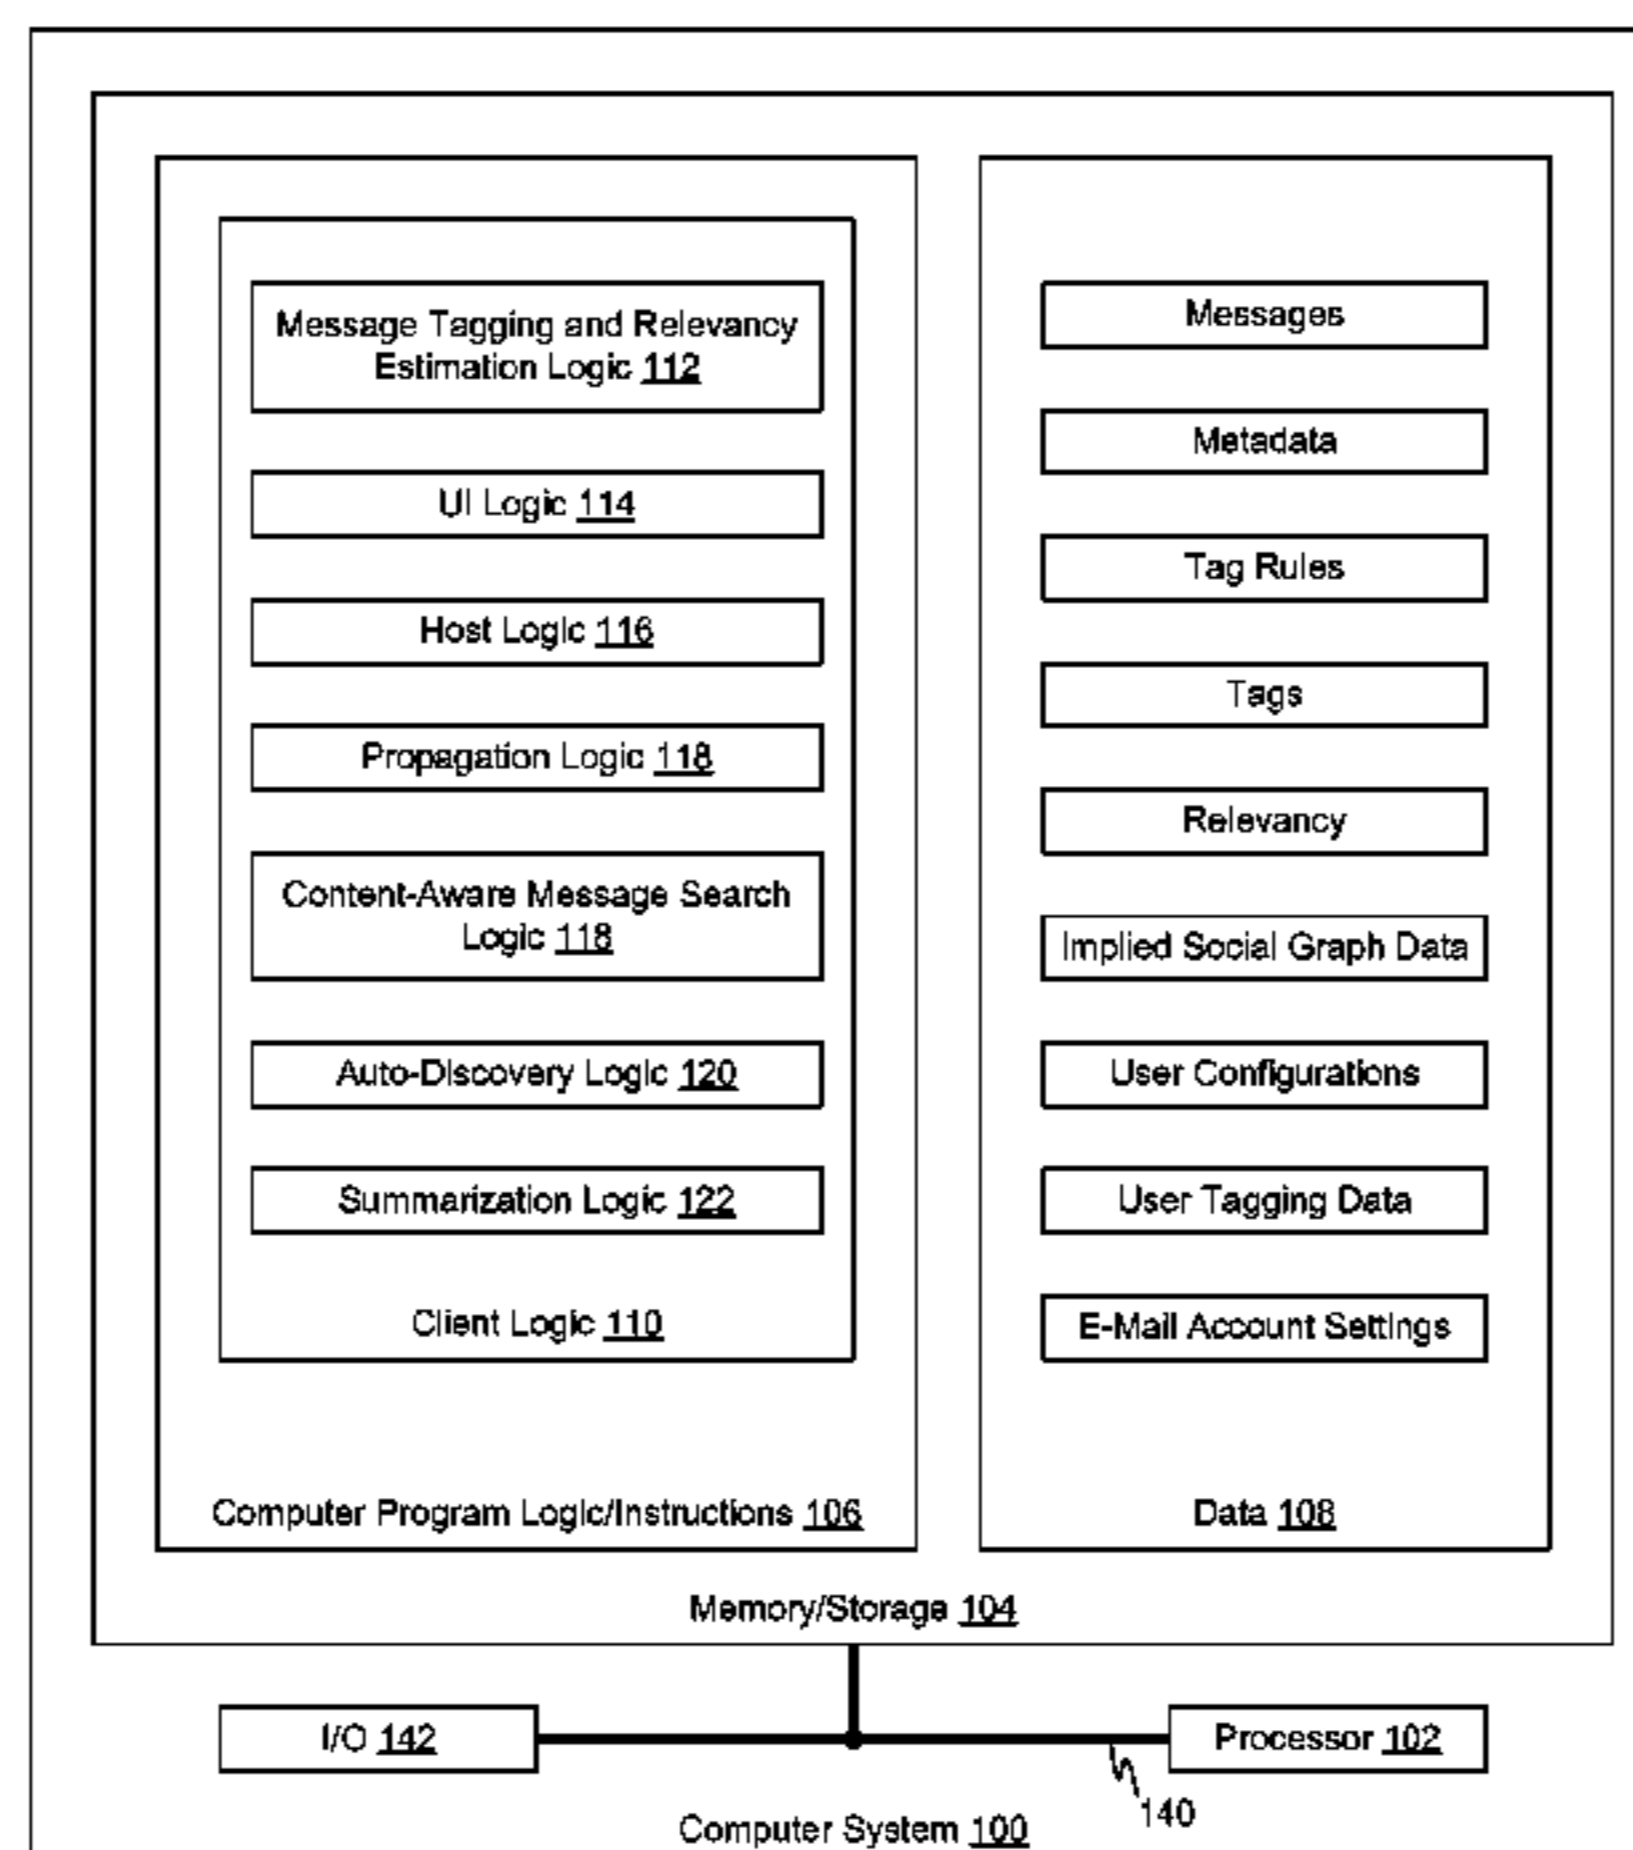 Message Tagging and Relevancy
Estimation Logic 112
UI Logic 114
Host Logic 116
Propagation Logic 118
Content-Aware Message Search
Logic 118
Auto-Discovery Logic 120
Summarization Logic 122
Client Logic 110
Computer Program Logic/Instructions 106
Messages
Metadata
Tag Rules
Tags
Relevancy
Implied Social Graph Data
User Configurations
User Tagging Data
E-Mail Account Settings
Data 108
Memory/Storage 104
I/O 142
Processor 102
140
Computer System 100